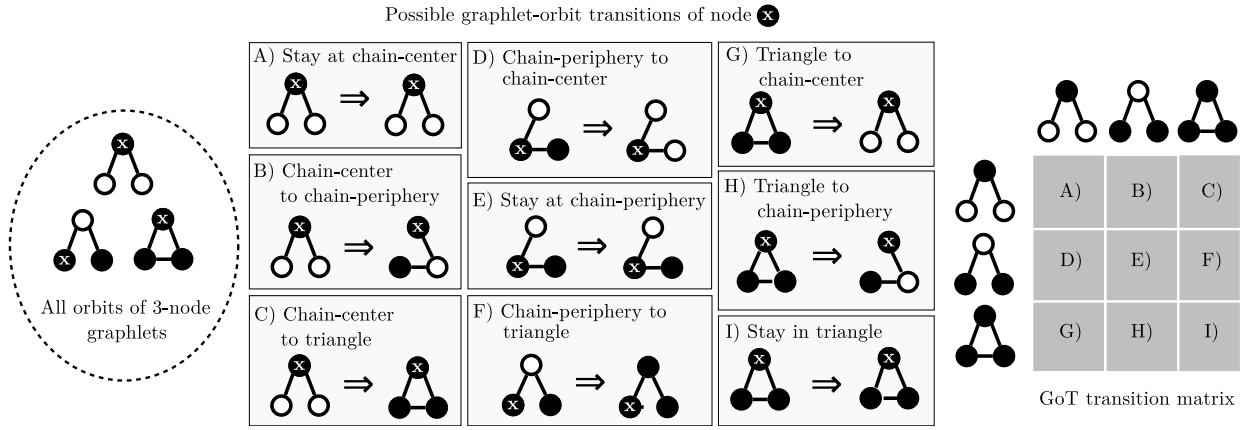 Possible graphlet-orbit transitions of node x
x
All orbits of 3-node
graphlets
x
x
A) Stay at chain-center
x
⇒
x
B) Chain-center
to chain-periphery
x
⇒
x
C) Chain-center
to triangle
x
⇒
x
D) Chain-periphery to
chain-center
x
⇒
x
E) Stay at chain-periphery
x
⇒
x
F) Chain-periphery to
triangle
x
⇒
x
G) Triangle to
chain-center
x
⇒
x
H) Triangle to
chain-periphery
x
⇒
x
I) Stay in triangle
x
⇒
x
A) B) C)
D) E) F)
G) H) I)
GoT transition matrix